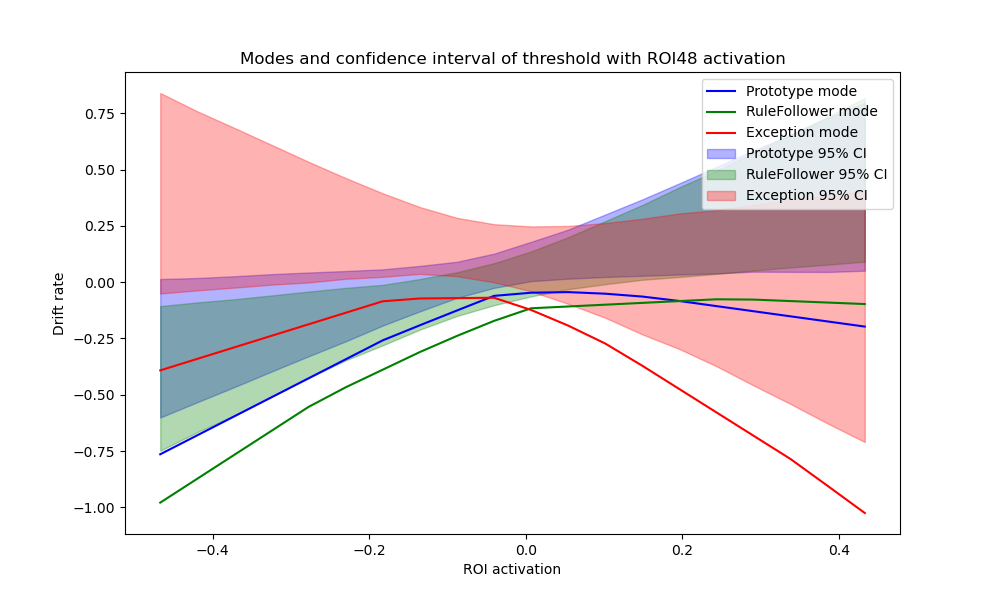 Modes and confidence interval of threshold with ROI48 activation
Prototype mode
RuleFollower mode
Exception mode
Prototype 95% CI
RuleFollower 95% CI
Exception 95% CI
Drift rate
0.75
0.50
0.25
0.00
−0.25
−0.50
−0.75
−1.00
−0.4
−0.2
0.0
0.2
0.4
ROI activation